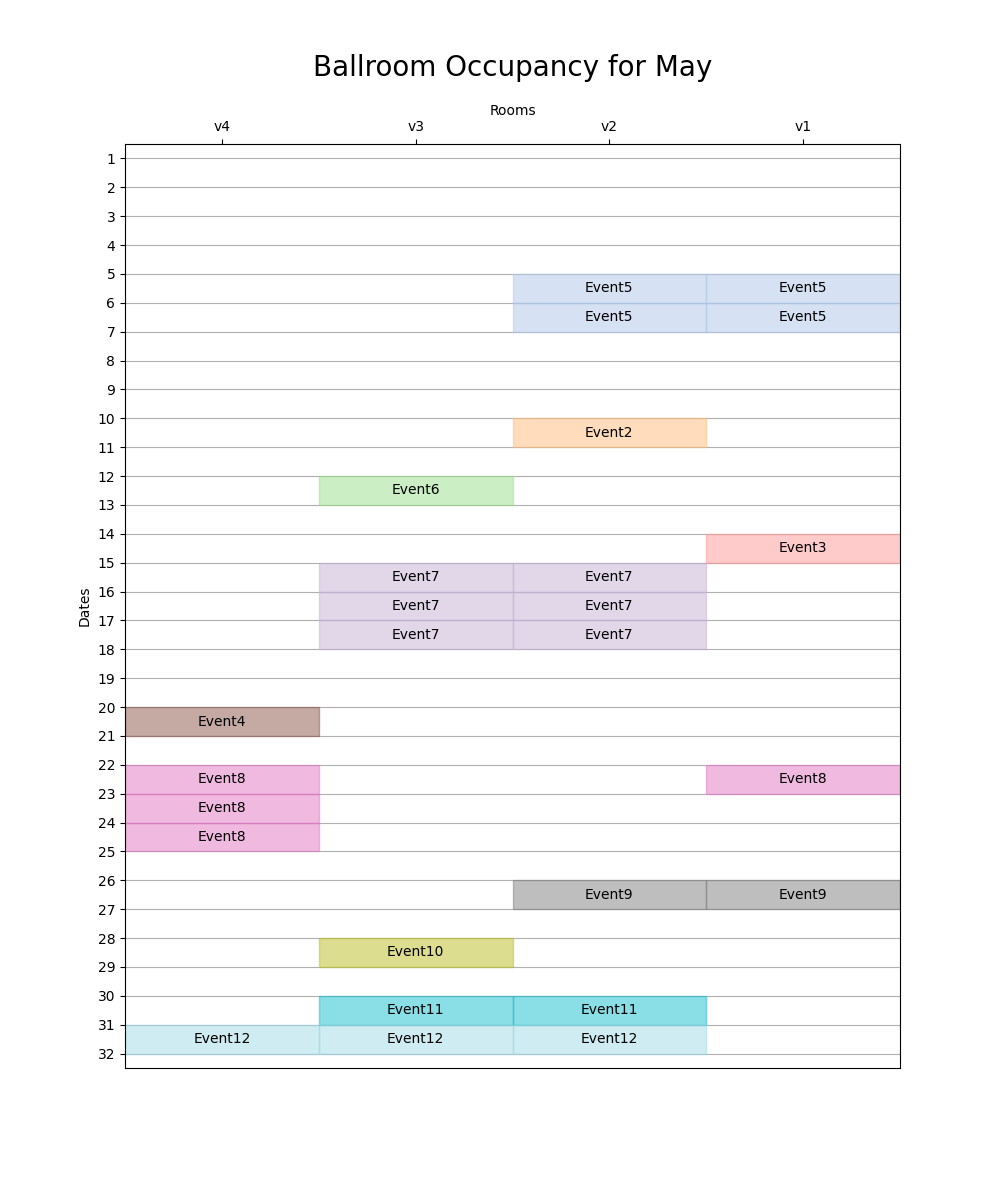 Ballroom Occupancy for May
Rooms
v4 v3 v2 v1
Dates
1
2
3
4
5
Event5 Event5
6
Event5 Event5
7
8
9
10
Event2
11
12
Event6
13
14
Event3
15
Event7 Event7
16
Event7 Event7
17
Event7 Event7
18
19
20
Event4
21
22
Event8 Event8
23
Event8
24
Event8
25
26
Event9 Event9
27
28
Event10
29
30
Event11 Event11
31
Event12 Event12 Event12
32